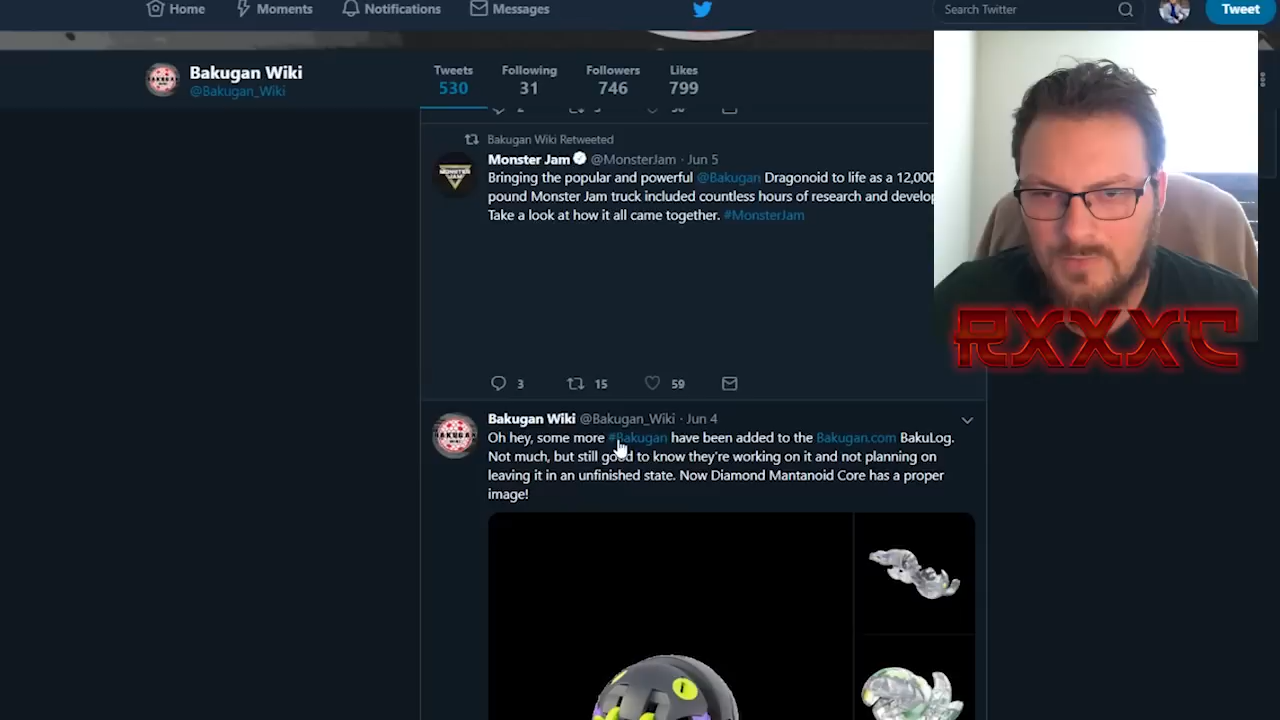 Home Moments Notifications Messages Search Twitter Tweet
Bakugan Wiki
@Bakugan_Wiki
Tweets Following Followers Likes
530 31 746 799
Bakugan Wiki Retweeted
Monster Jam @MonsterJam · Jun 5
Bringing the popular and powerful @Bakugan Dragonoid to life as a 12,000
pound Monster Jam truck included countless hours of research and develop
Take a look at how it all came together. #MonsterJam
RXXXC
3 15 59
Bakugan Wiki @Bakugan_Wiki · Jun 4
Oh hey, some more #Bakugan have been added to the Bakugan.com BakuLog.
Not much, but still good to know they're working on it and not planning on
leaving it in an unfinished state. Now Diamond Mantanoid Core has a proper
image!